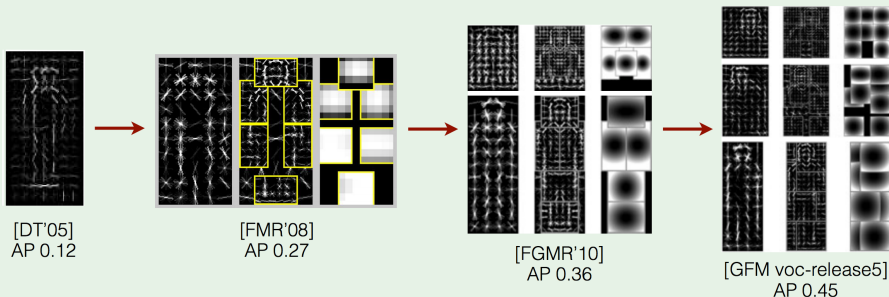 [DT'05]
AP 0.12
[FMR'08]
AP 0.27
[FGMR'10]
AP 0.36
[GFM voc-release5]
AP 0.45